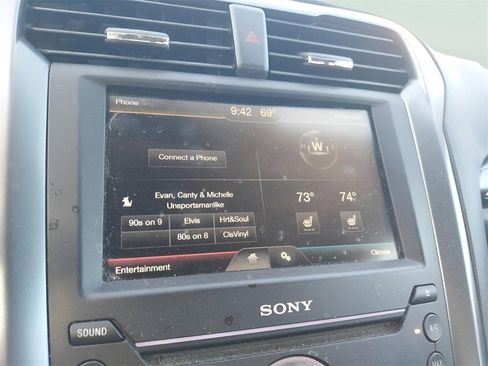 Phone
9:42 69°
N W S
Connect a Phone
Evan, Canty & Michelle
Unsportsmanlike
73° 74°
90s on 9 Elvis Hrt&Soul
80s on 8 ClsVinyl
Entertainment
Climate
SONY
SOUND
A/C
MAX